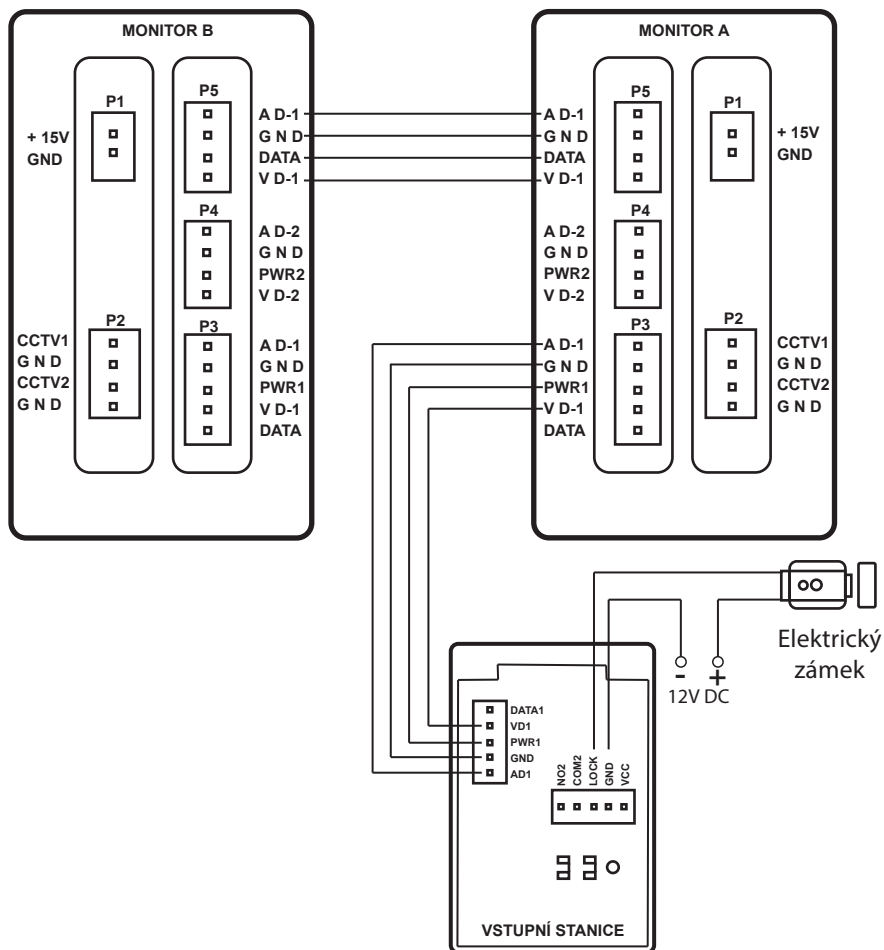 MONITOR B
P1
+ 15V
GND
P5
A D-1
G N D
DATA
V D-1
P4
A D-2
G N D
PWR2
V D-2
P2
CCTV1
G N D
CCTV2
G N D
P3
A D-1
G N D
PWR1
V D-1
DATA
MONITOR A
P5
A D-1
G N D
DATA
V D-1
P1
+ 15V
GND
P4
A D-2
G N D
PWR2
V D-2
P3
A D-1
G N D
PWR1
V D-1
DATA
P2
CCTV1
G N D
CCTV2
G N D
Elektrický
zámek
- +
12V DC
DATA1
VD1
PWR1
GND
AD1
NO2
COM2
LOCK
GND
VCC
VSTUPNÍ STANICE